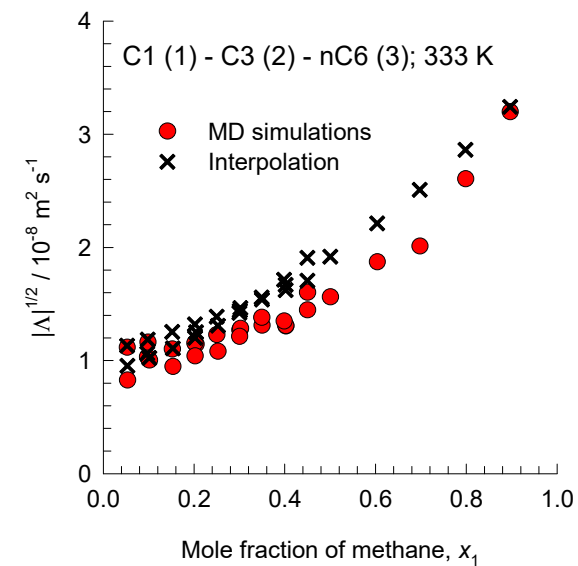 4
C1 (1) - C3 (2) - nC6 (3); 333 K
3
MD simulations
Interpolation
|Λ|^1/2 / 10^-8 m^2 s^-1
2
1
0
0.0 0.2 0.4 0.6 0.8 1.0
Mole fraction of methane, x₁